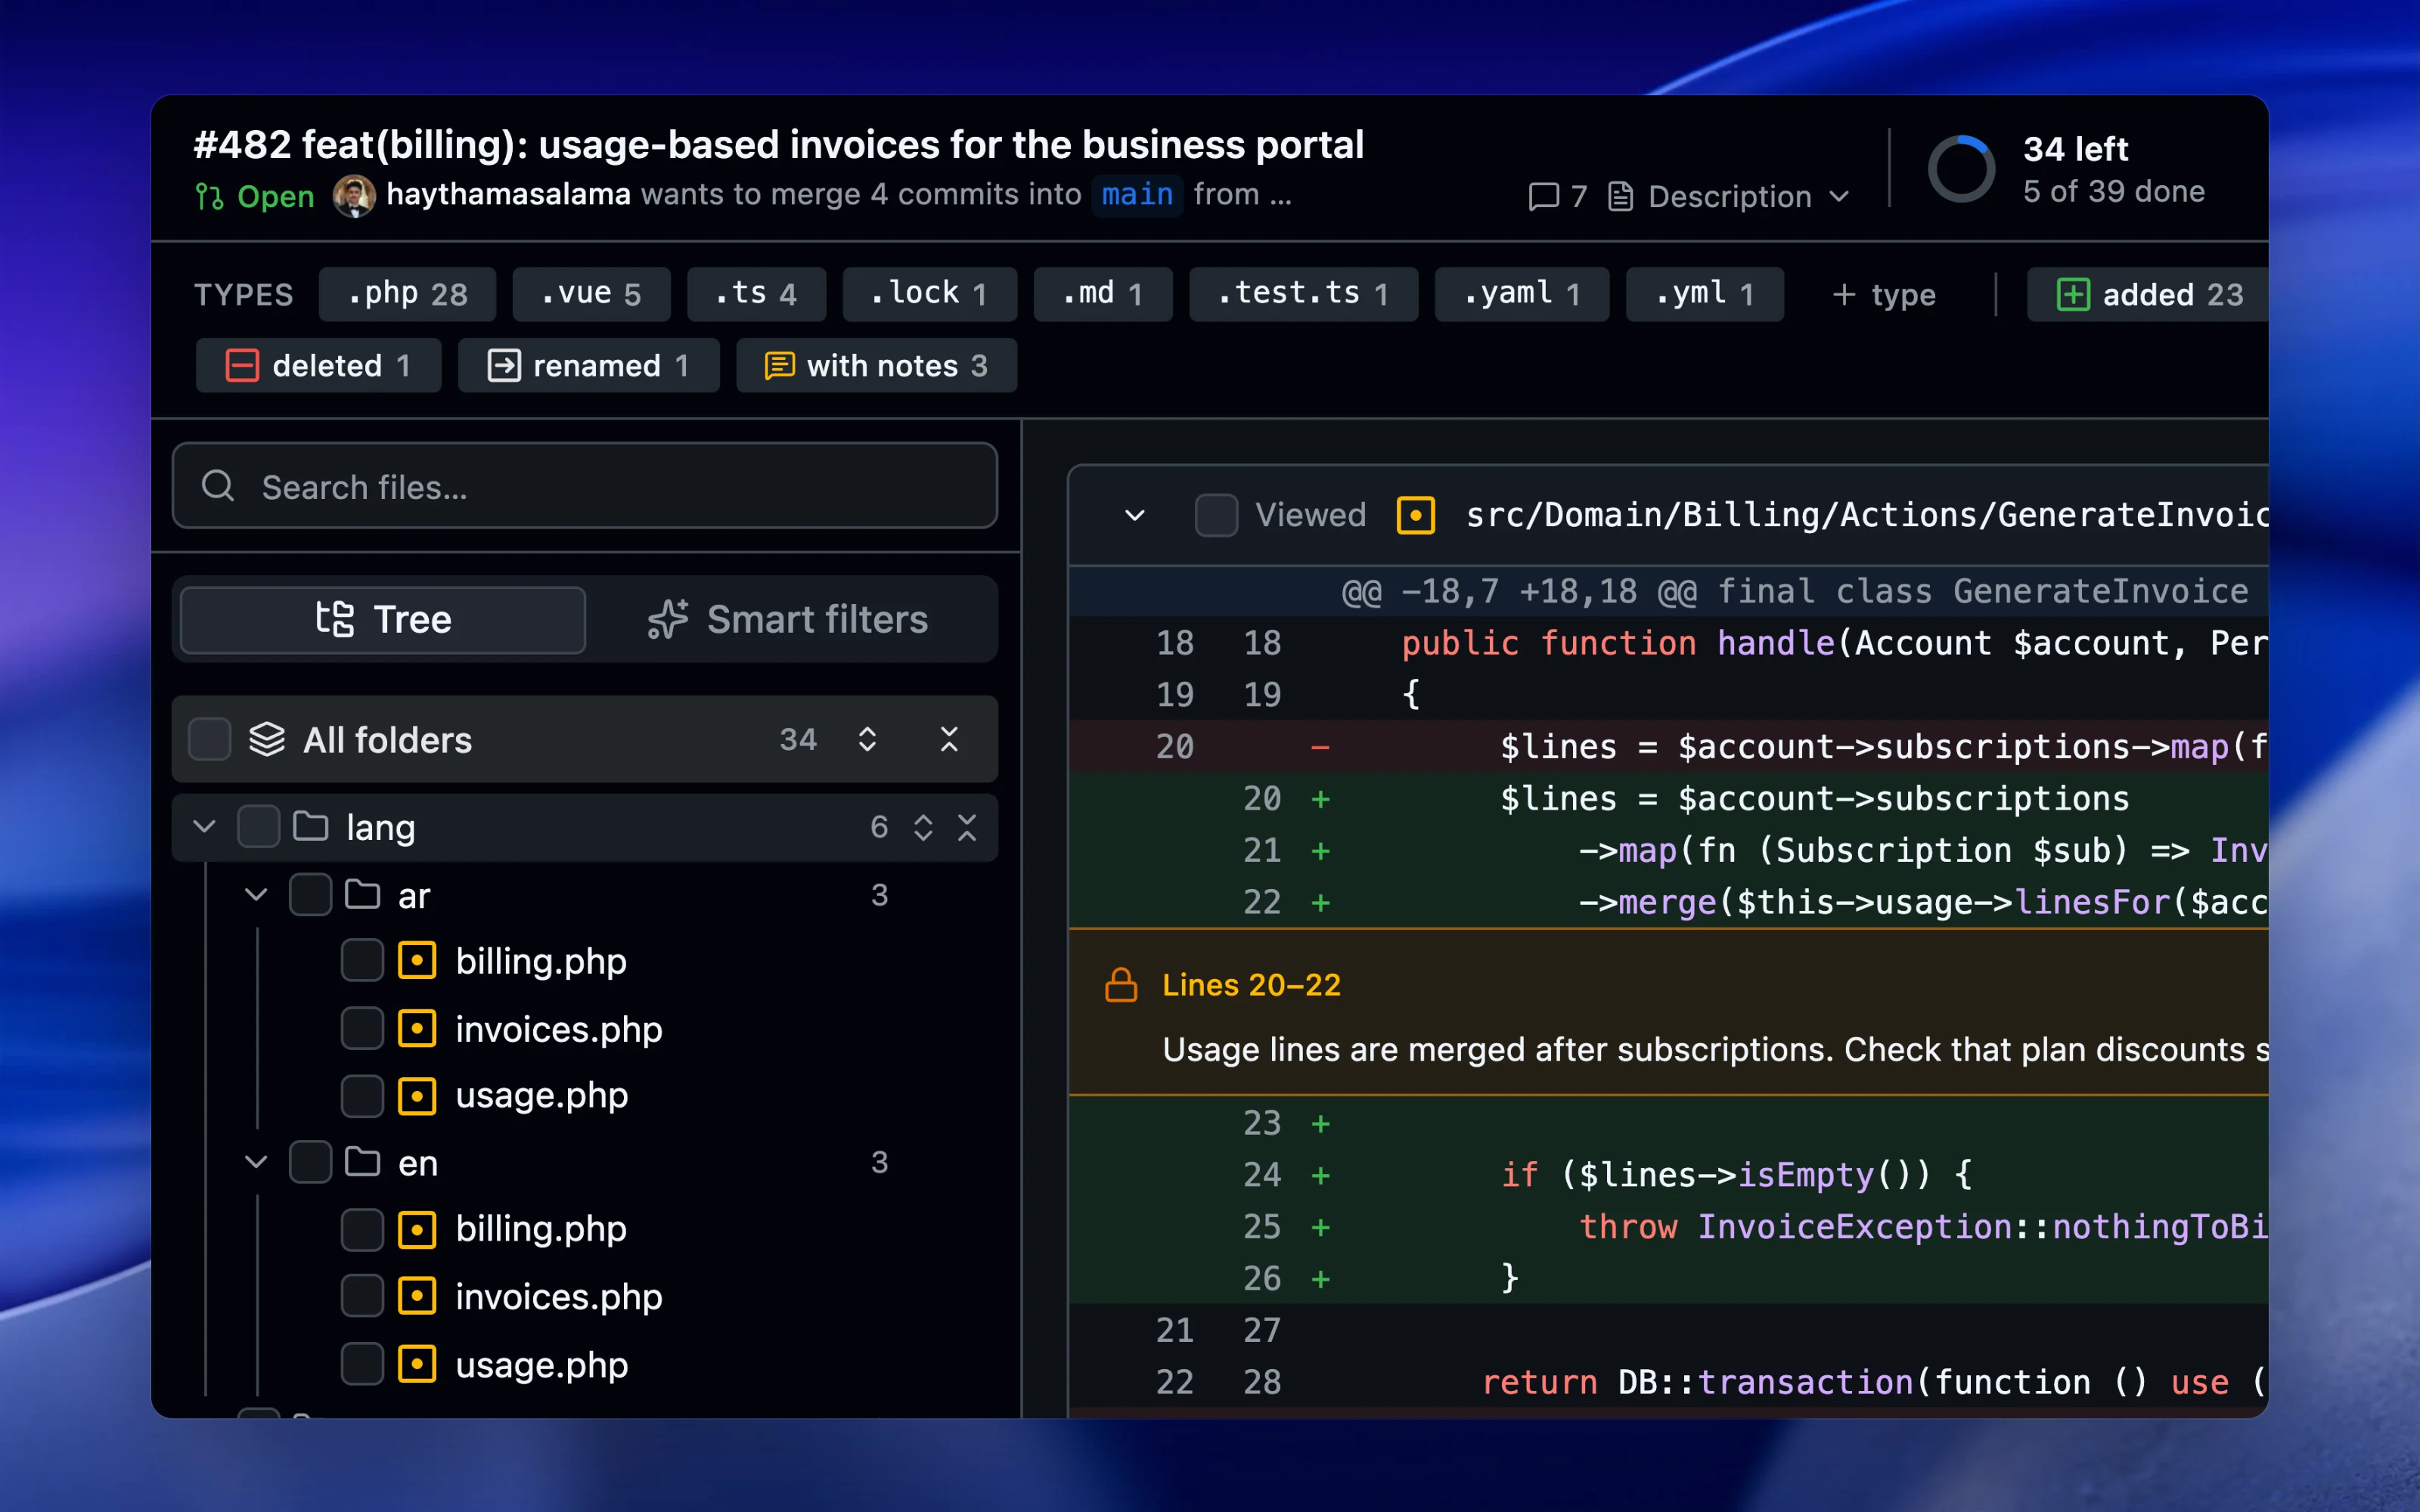 #482 feat(billing): usage-based invoices for the business portal
Open haythamasalama wants to merge 4 commits into main from ...
7 Description
34 left
5 of 39 done
TYPES .php 28 .vue 5 .ts 4 .lock 1 .md 1 .test.ts 1 .yaml 1 .yml 1 + type added 23
deleted 1 renamed 1 with notes 3
Search files...
Tree Smart filters
All folders 34
lang 6
ar 3
billing.php
invoices.php
usage.php
en 3
billing.php
invoices.php
usage.php
Viewed src/Domain/Billing/Actions/GenerateInvoic
@@ -18,7 +18,18 @@ final class GenerateInvoice
18 18 public function handle(Account $account, Per
19 19 {
20 - $lines = $account->subscriptions->map(f
20 + $lines = $account->subscriptions
21 + ->map(fn (Subscription $sub) => Inv
22 + ->merge($this->usage->linesFor($acc
Lines 20–22
Usage lines are merged after subscriptions. Check that plan discounts s
23 +
24 + if ($lines->isEmpty()) {
25 + throw InvoiceException::nothingToBi
26 + }
21 27
22 28 return DB::transaction(function () use (